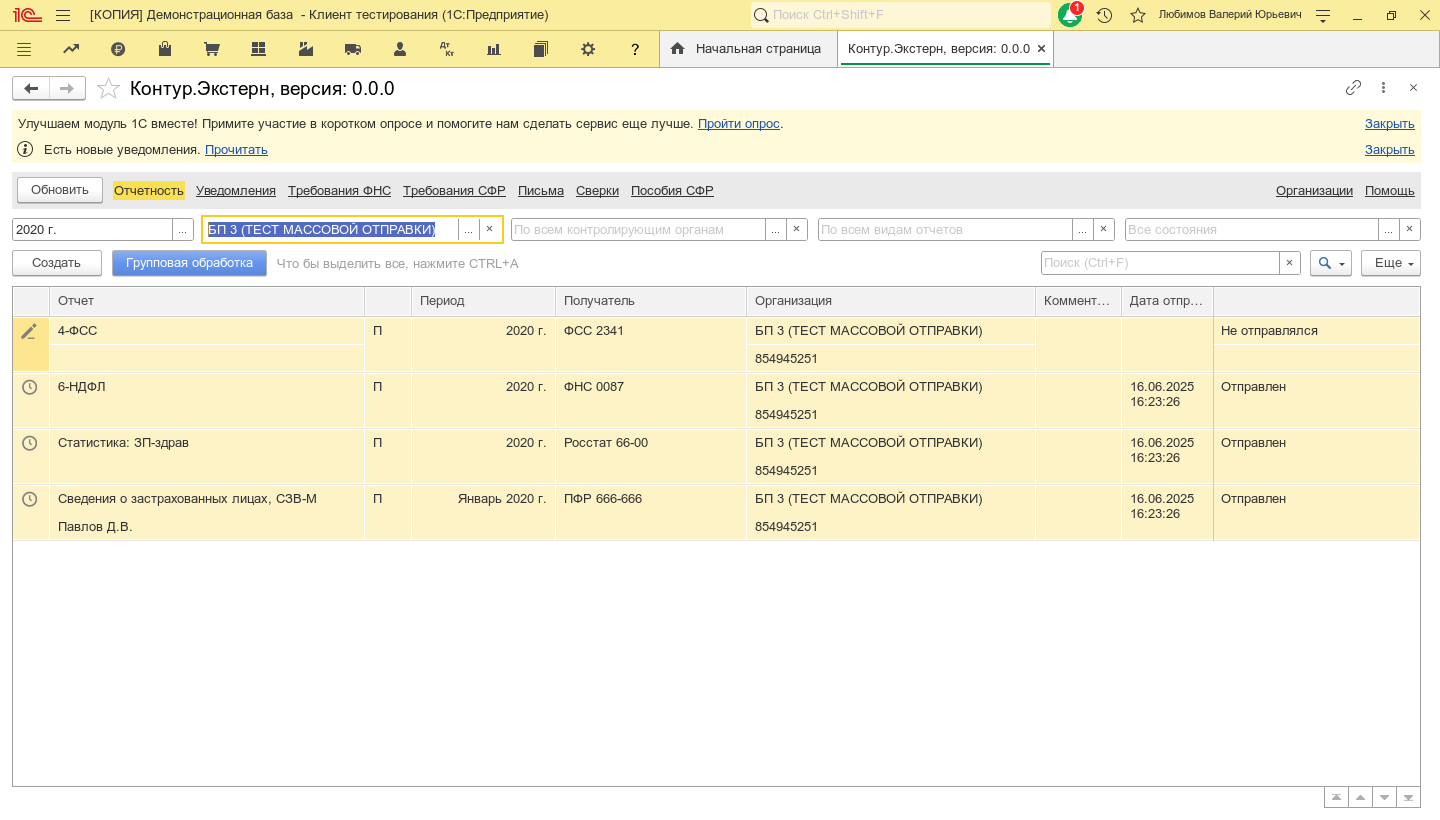 [КОПИЯ] Демонстрационная база - Клиент тестирования (1С:Предприятие)
Поиск Ctrl+Shift+F
1
Любимов Валерий Юрьевич
Дт Кт
?
Начальная страница
Контур.Экстерн, версия: 0.0.0
Контур.Экстерн, версия: 0.0.0
Улучшаем модуль 1С вместе! Примите участие в коротком опросе и помогите нам сделать сервис еще лучше. Пройти опрос. Закрыть
Есть новые уведомления. Прочитать Закрыть
Обновить Отчетность Уведомления Требования ФНС Требования СФР Письма Сверки Пособия СФР Организации Помощь
2020 г. ... БП 3 (ТЕСТ МАССОВОЙ ОТПРАВКИ) ... × По всем контролирующим органам ... × По всем видам отчетов ... × Все состояния ... ×
Создать Групповая обработка Что бы выделить все, нажмите CTRL+A Поиск (Ctrl+F) × Еще
Отчет Период Получатель Организация Коммент... Дата отпр...
4-ФСС П 2020 г. ФСС 2341 БП 3 (ТЕСТ МАССОВОЙ ОТПРАВКИ) Не отправлялся
854945251
6-НДФЛ П 2020 г. ФНС 0087 БП 3 (ТЕСТ МАССОВОЙ ОТПРАВКИ) 16.06.2025 Отправлен
16:23:26
854945251
Статистика: ЗП-здрав П 2020 г. Росстат 66-00 БП 3 (ТЕСТ МАССОВОЙ ОТПРАВКИ) 16.06.2025 Отправлен
16:23:26
854945251
Сведения о застрахованных лицах, СЗВ-М П Январь 2020 г. ПФР 666-666 БП 3 (ТЕСТ МАССОВОЙ ОТПРАВКИ) 16.06.2025 Отправлен
16:23:26
Павлов Д.В. 854945251